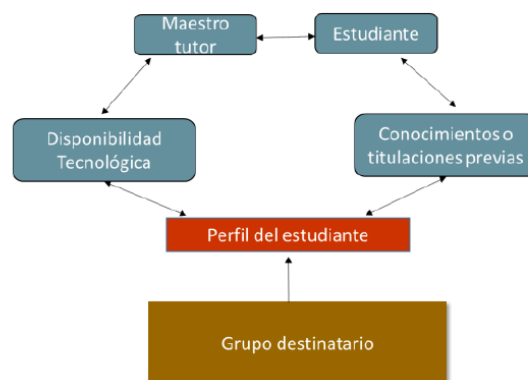 Maestro
tutor
Estudiante
Disponibilidad
Tecnológica
Conocimientos o
titulaciones previas
Perfil del estudiante
Grupo destinatario